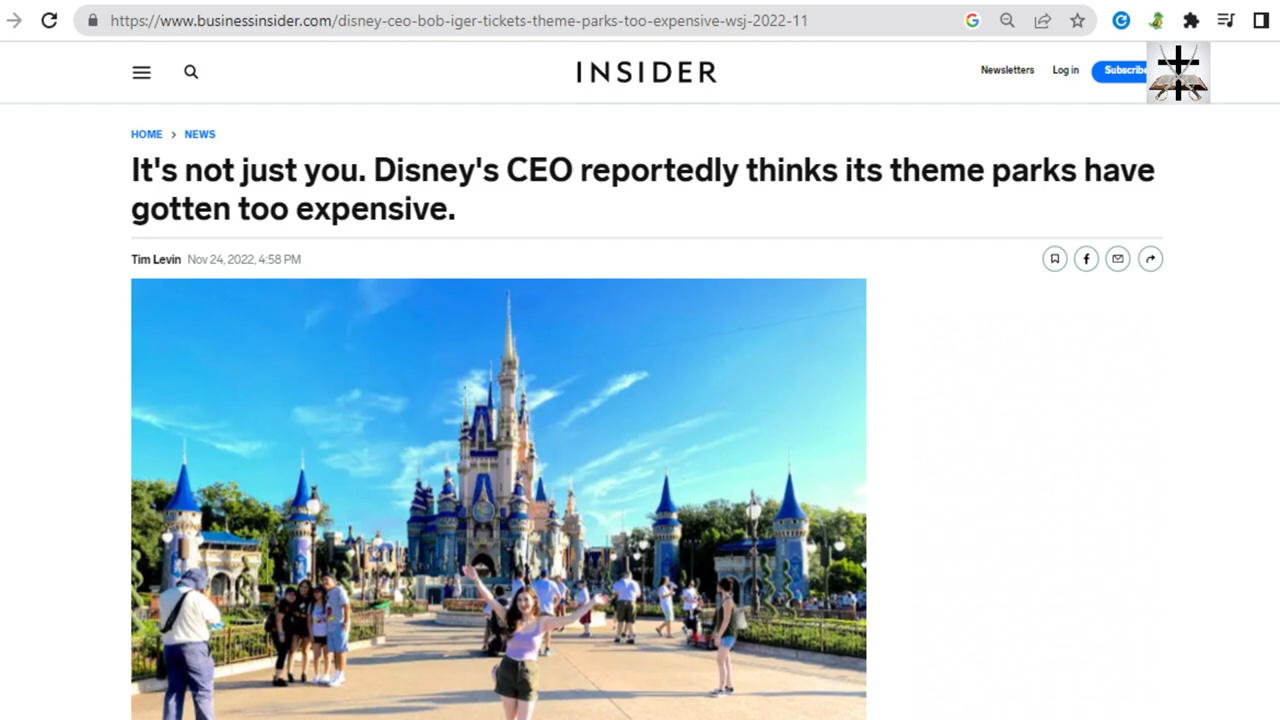 https://www.businessinsider.com/disney-ceo-bob-iger-tickets-theme-parks-too-expensive-wsj-2022-11
INSIDER
Newsletters Log in Subscribe
HOME > NEWS
It's not just you. Disney's CEO reportedly thinks its theme parks have
gotten too expensive.
Tim Levin Nov 24, 2022, 4:58 PM